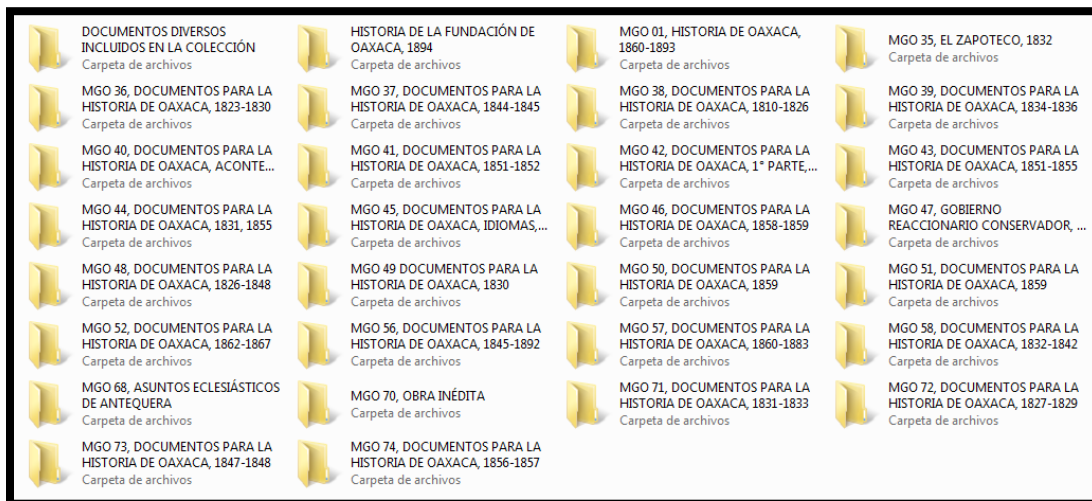 DOCUMENTOS DIVERSOS
INCLUIDOS EN LA COLECCIÓN
Carpeta de archivos
HISTORIA DE LA FUNDACIÓN DE
OAXACA, 1894
Carpeta de archivos
MGO 01, HISTORIA DE OAXACA,
1860-1893
Carpeta de archivos
MGO 35, EL ZAPOTECO, 1832
Carpeta de archivos
MGO 36, DOCUMENTOS PARA LA
HISTORIA DE OAXACA, 1823-1830
Carpeta de archivos
MGO 37, DOCUMENTOS PARA LA
HISTORIA DE OAXACA, 1844-1845
Carpeta de archivos
MGO 38, DOCUMENTOS PARA LA
HISTORIA DE OAXACA, 1810-1826
Carpeta de archivos
MGO 39, DOCUMENTOS PARA LA
HISTORIA DE OAXACA, 1834-1836
Carpeta de archivos
MGO 40, DOCUMENTOS PARA LA
HISTORIA DE OAXACA, ACONTE...
Carpeta de archivos
MGO 41, DOCUMENTOS PARA LA
HISTORIA DE OAXACA, 1851-1852
Carpeta de archivos
MGO 42, DOCUMENTOS PARA LA
HISTORIA DE OAXACA, 1° PARTE,...
Carpeta de archivos
MGO 43, DOCUMENTOS PARA LA
HISTORIA DE OAXACA, 1851-1855
Carpeta de archivos
MGO 44, DOCUMENTOS PARA LA
HISTORIA DE OAXACA, 1831, 1855
Carpeta de archivos
MGO 45, DOCUMENTOS PARA LA
HISTORIA DE OAXACA, IDIOMAS,...
Carpeta de archivos
MGO 46, DOCUMENTOS PARA LA
HISTORIA DE OAXACA, 1858-1859
Carpeta de archivos
MGO 47, GOBIERNO
REACCIONARIO CONSERVADOR, ...
Carpeta de archivos
MGO 48, DOCUMENTOS PARA LA
HISTORIA DE OAXACA, 1826-1848
Carpeta de archivos
MGO 49 DOCUMENTOS PARA LA
HISTORIA DE OAXACA, 1830
Carpeta de archivos
MGO 50, DOCUMENTOS PARA LA
HISTORIA DE OAXACA, 1859
Carpeta de archivos
MGO 51, DOCUMENTOS PARA LA
HISTORIA DE OAXACA, 1859
Carpeta de archivos
MGO 52, DOCUMENTOS PARA LA
HISTORIA DE OAXACA, 1862-1867
Carpeta de archivos
MGO 56, DOCUMENTOS PARA LA
HISTORIA DE OAXACA, 1845-1892
Carpeta de archivos
MGO 57, DOCUMENTOS PARA LA
HISTORIA DE OAXACA, 1860-1883
Carpeta de archivos
MGO 58, DOCUMENTOS PARA LA
HISTORIA DE OAXACA, 1832-1842
Carpeta de archivos
MGO 68, ASUNTOS ECLESIÁSTICOS
DE ANTEQUERA
Carpeta de archivos
MGO 70, OBRA INÉDITA
Carpeta de archivos
MGO 71, DOCUMENTOS PARA LA
HISTORIA DE OAXACA, 1831-1833
Carpeta de archivos
MGO 72, DOCUMENTOS PARA LA
HISTORIA DE OAXACA, 1827-1829
Carpeta de archivos
MGO 73, DOCUMENTOS PARA LA
HISTORIA DE OAXACA, 1847-1848
Carpeta de archivos
MGO 74, DOCUMENTOS PARA LA
HISTORIA DE OAXACA, 1856-1857
Carpeta de archivos